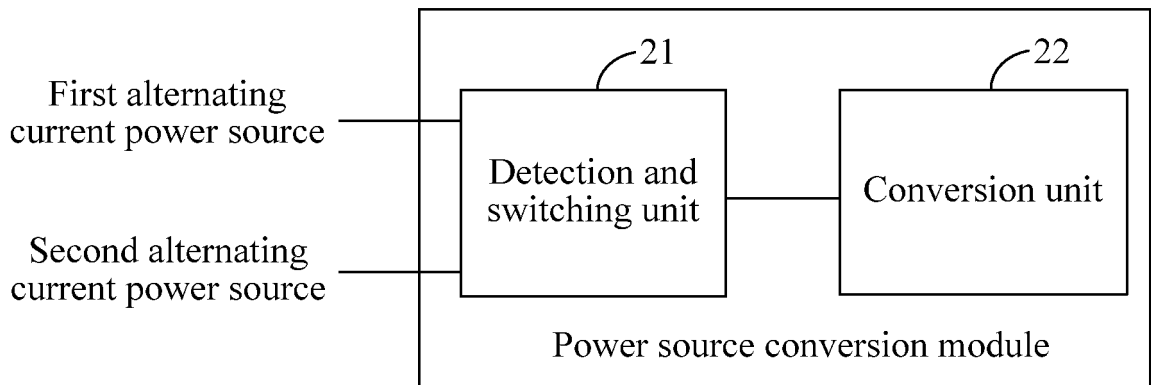 21
22
First alternating
current power source
Detection and
switching unit
Conversion unit
Second alternating
current power source
Power source conversion module